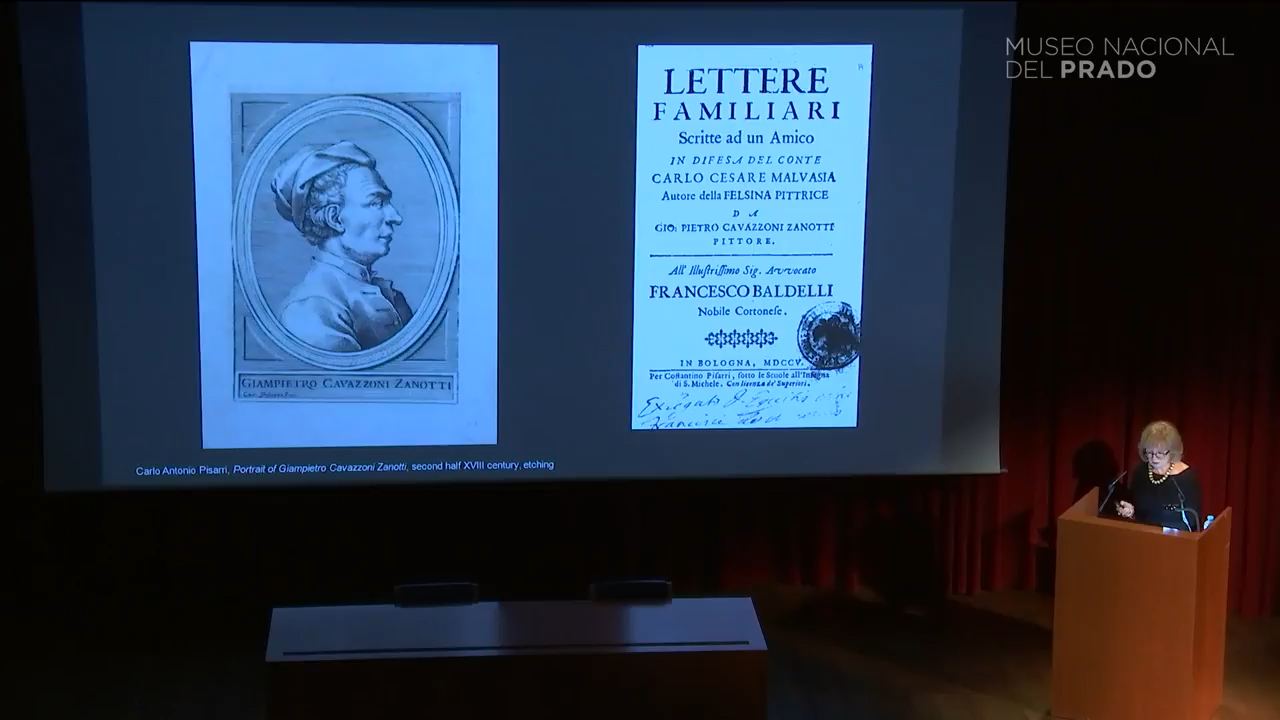 MUSEO NACIONAL
DEL PRADO
GIAMPIETRO CAVAZZONI ZANOTTI
Carlo Antonio Pisarri, Portrait of Giampietro Cavazzoni Zanotti, second half XVIII century, etching
LETTERE
FAMILIARI
Scritte ad un Amico
IN DIFESA DEL CONTE
CARLO CESARE MALVASIA
Autore della FELSINA PITTRICE
DA
GIO: PIETRO CAVAZZONI ZANOTTI
PITTORE.
All' Illuſtriſſimo Sig. Avvocato
FRANCESCO BALDELLI
Nobile Cortoneſe.
IN BOLOGNA, MDCCV.
Per Coſtantino Piſarri, ſotto le Scuole all'Inſegna
di S. Michele. Con licenza de' Superiori.